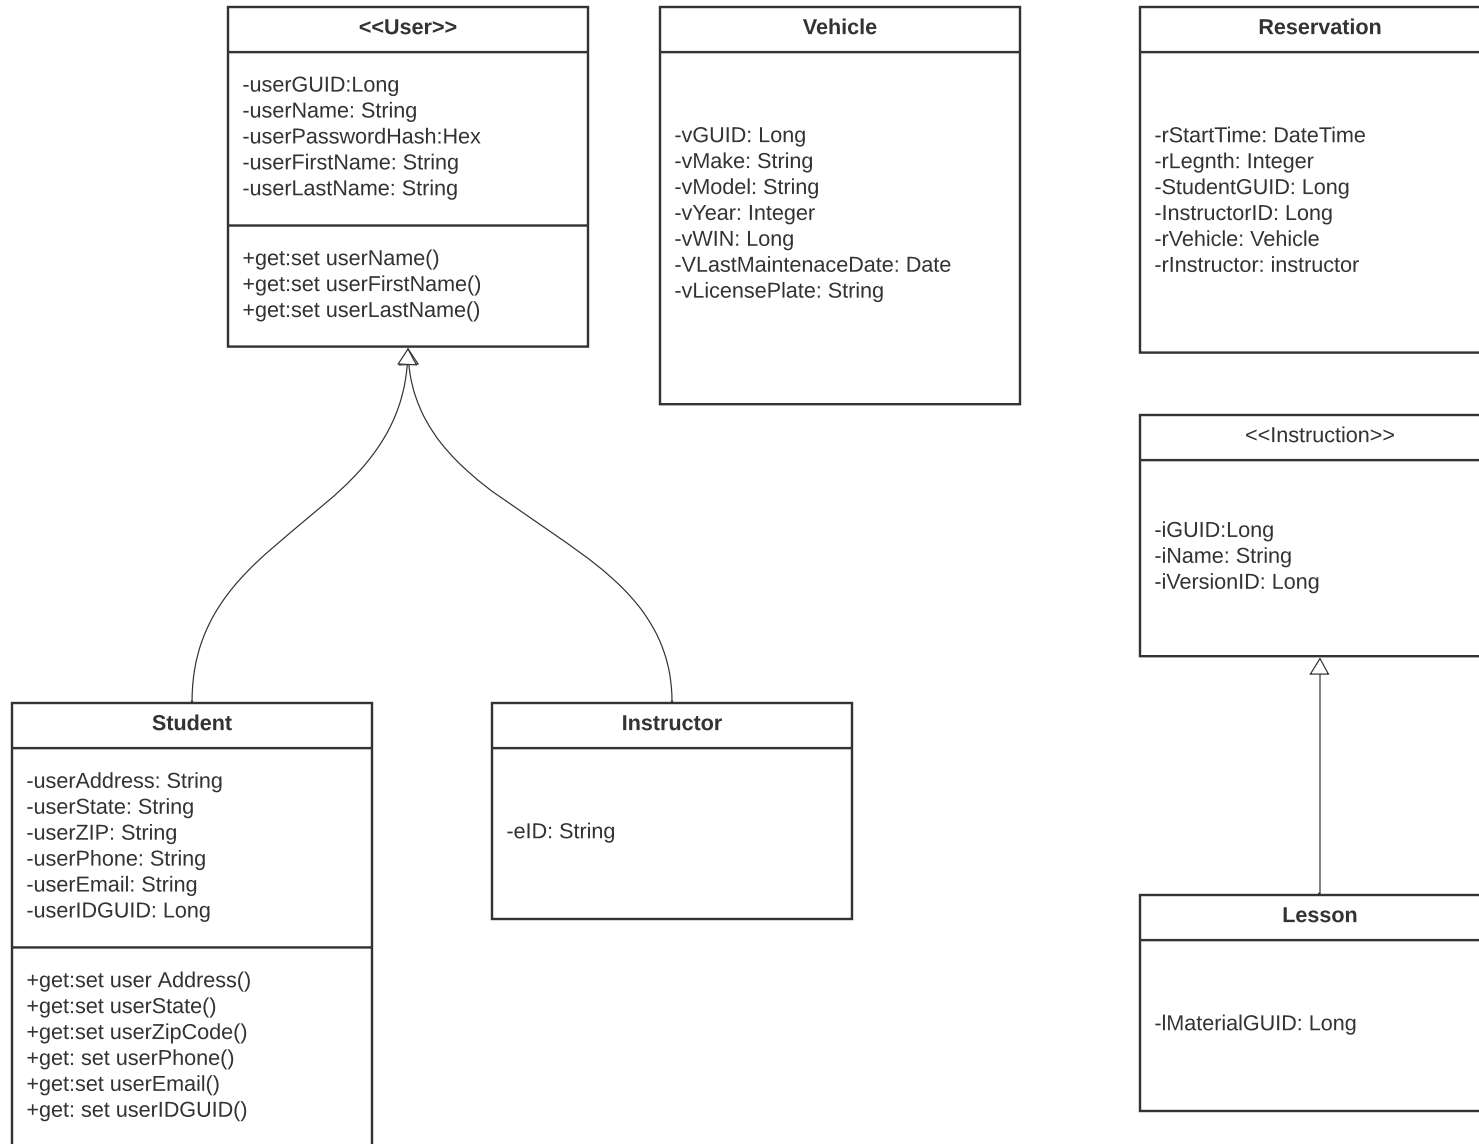 <<User>>
-userGUID:Long
-userName: String
-userPasswordHash:Hex
-userFirstName: String
-userLastName: String
+get:set userName()
+get:set userFirstName()
+get:set userLastName()
Vehicle
-vGUID: Long
-vMake: String
-vModel: String
-vYear: Integer
-vWIN: Long
-VLastMaintenaceDate: Date
-vLicensePlate: String
Reservation
-rStartTime: DateTime
-rLegnth: Integer
-StudentGUID: Long
-InstructorID: Long
-rVehicle: Vehicle
-rInstructor: instructor
<<Instruction>>
-iGUID:Long
-iName: String
-iVersionID: Long
Student
-userAddress: String
-userState: String
-userZIP: String
-userPhone: String
-userEmail: String
-userIDGUID: Long
+get:set user Address()
+get:set userState()
+get:set userZipCode()
+get: set userPhone()
+get:set userEmail()
+get: set userIDGUID()
Instructor
-eID: String
Lesson
-lMaterialGUID: Long